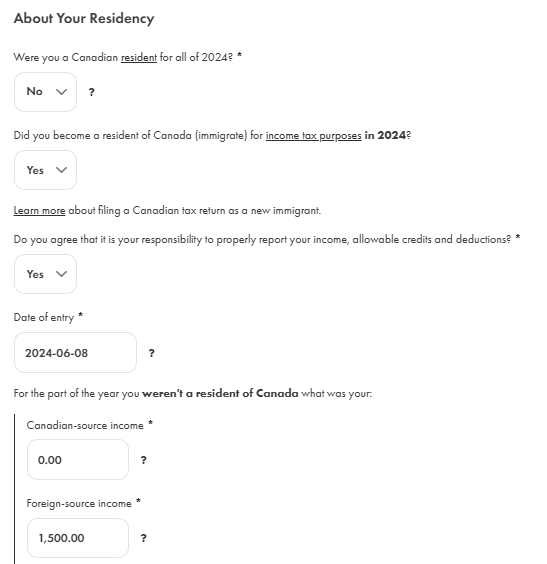 About Your Residency
Were you a Canadian resident for all of 2024? *
No ?
Did you become a resident of Canada (immigrate) for income tax purposes in 2024?
Yes
Learn more about filing a Canadian tax return as a new immigrant.
Do you agree that it is your responsibility to properly report your income, allowable credits and deductions? *
Yes
Date of entry *
2024-06-08 ?
For the part of the year you weren't a resident of Canada what was your:
Canadian-source income *
0.00 ?
Foreign-source income *
1,500.00 ?